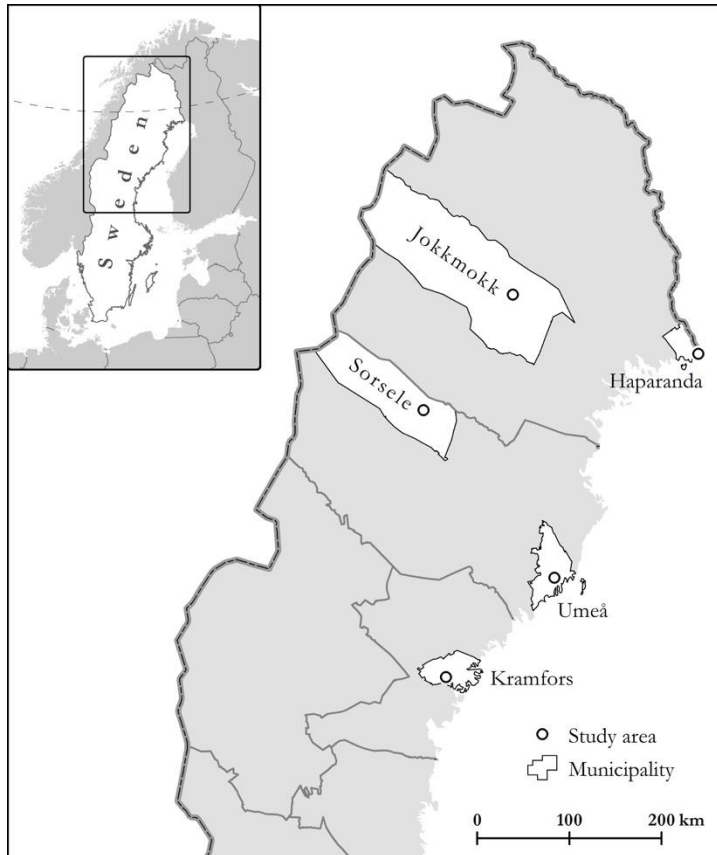 Sweden
Jokkmokk
Haparanda
Sorsele
Umeå
Kramfors
Study area
Municipality
0 100 200 km